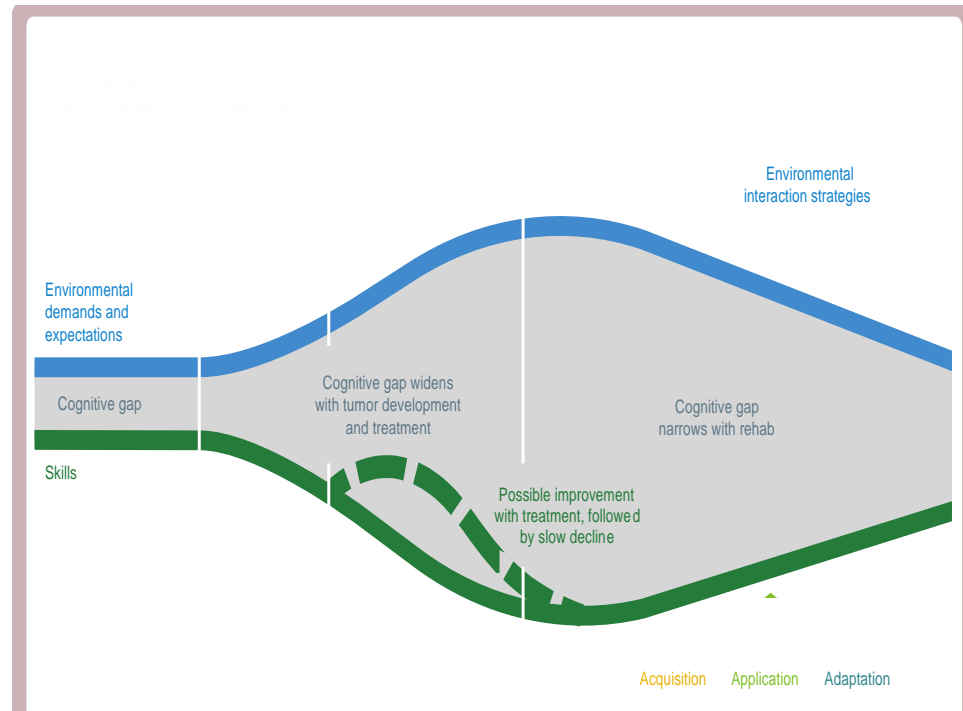 Environmental
interaction strategies
Environmental
demands and
expectations
Cognitive gap
Cognitive gap widens
with tumor development
and treatment
Cognitive gap
narrows with rehab
Skills
Possible improvement
with treatment, followed
by slow decline
Acquisition Application Adaptation